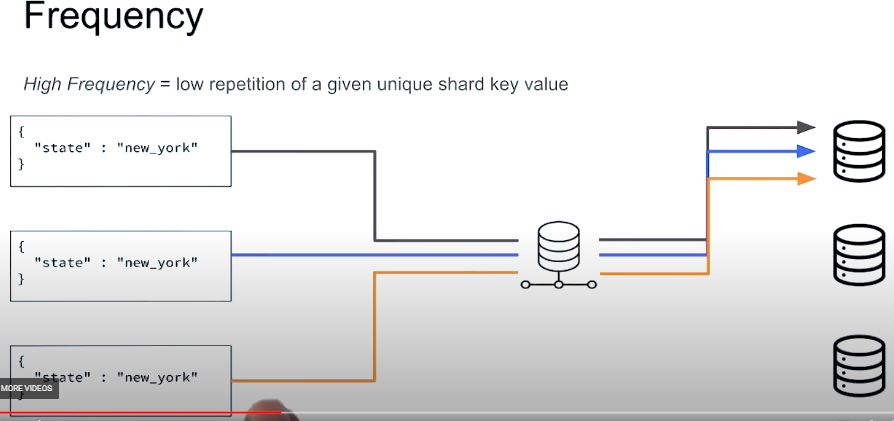 Frequency
High Frequency = low repetition of a given unique shard key value
{
"state" : "new_york"
}
{
"state" : "new_york"
}
{
"state" : "new_york"
}
MORE VIDEOS